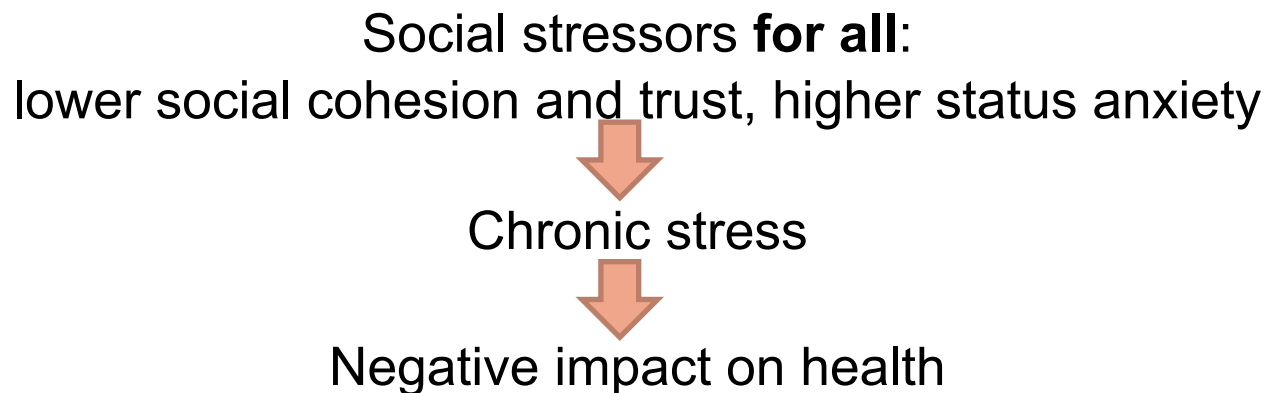 Social stressors for all:
lower social cohesion and trust, higher status anxiety
Chronic stress
Negative impact on health